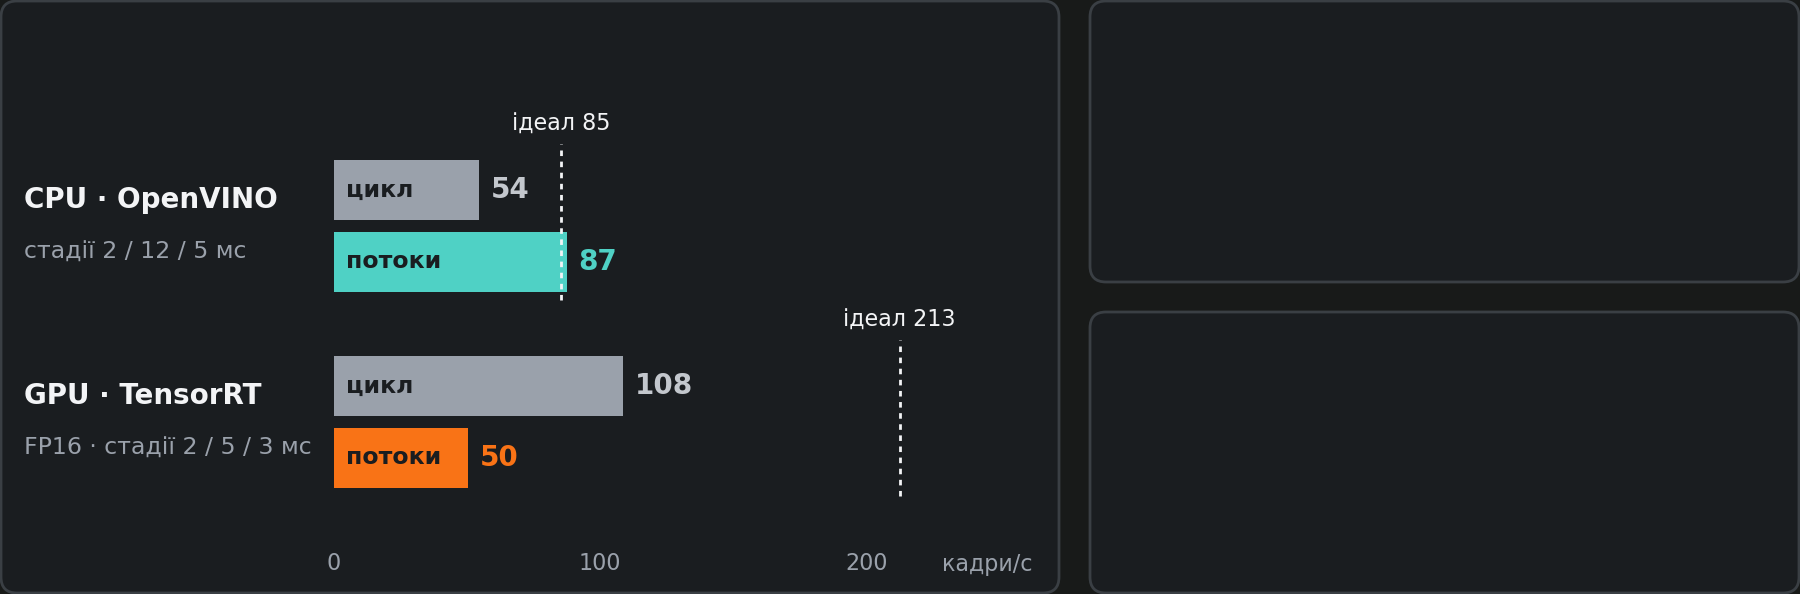 ідеал 85
CPU · OpenVINO
стадії 2 / 12 / 5 мс
цикл 54
потоки 87
ідеал 213
GPU · TensorRT
FP16 · стадії 2 / 5 / 3 мс
цикл 108
потоки 50
0 100 200 кадри/с